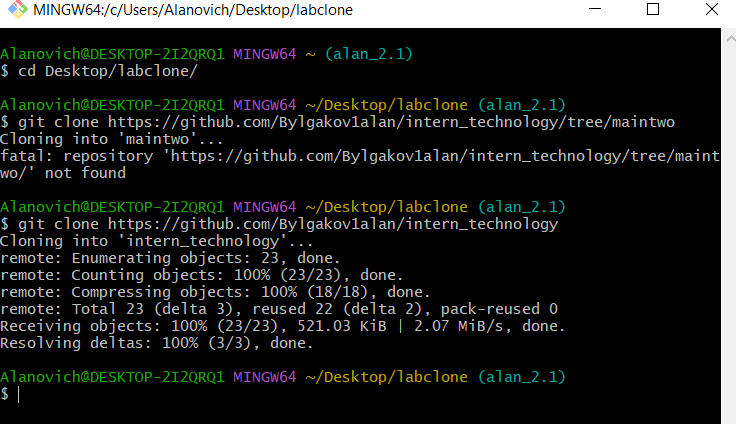 MINGW64:/c/Users/Alanovich/Desktop/labclone
Alanovich@DESKTOP-2I2QRQ1 MINGW64 ~ (alan_2.1)
$ cd Desktop/labclone/
Alanovich@DESKTOP-2I2QRQ1 MINGW64 ~/Desktop/labclone (alan_2.1)
$ git clone https://github.com/Bylgakov1alan/intern_technology/tree/maintwo
Cloning into 'maintwo'...
fatal: repository 'https://github.com/Bylgakov1alan/intern_technology/tree/maint
wo/' not found
Alanovich@DESKTOP-2I2QRQ1 MINGW64 ~/Desktop/labclone (alan_2.1)
$ git clone https://github.com/Bylgakov1alan/intern_technology
Cloning into 'intern_technology'...
remote: Enumerating objects: 23, done.
remote: Counting objects: 100% (23/23), done.
remote: Compressing objects: 100% (18/18), done.
remote: Total 23 (delta 3), reused 22 (delta 2), pack-reused 0
Receiving objects: 100% (23/23), 521.03 KiB | 2.07 MiB/s, done.
Resolving deltas: 100% (3/3), done.
Alanovich@DESKTOP-2I2QRQ1 MINGW64 ~/Desktop/labclone (alan_2.1)
$